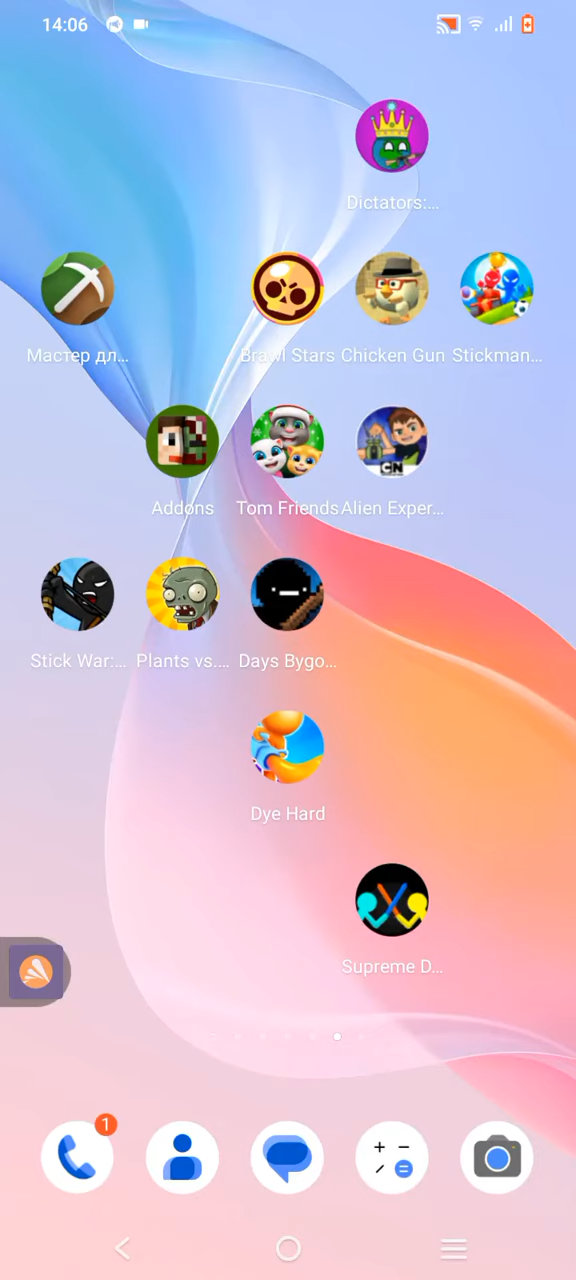 14:06
Dictators:...
Мастер дл...
Brawl Stars
Chicken Gun
Stickman...
Addons
Tom Friends
Alien Exper...
CN
Stick War:...
Plants vs....
Days Bygo...
Dye Hard
Supreme D...
1